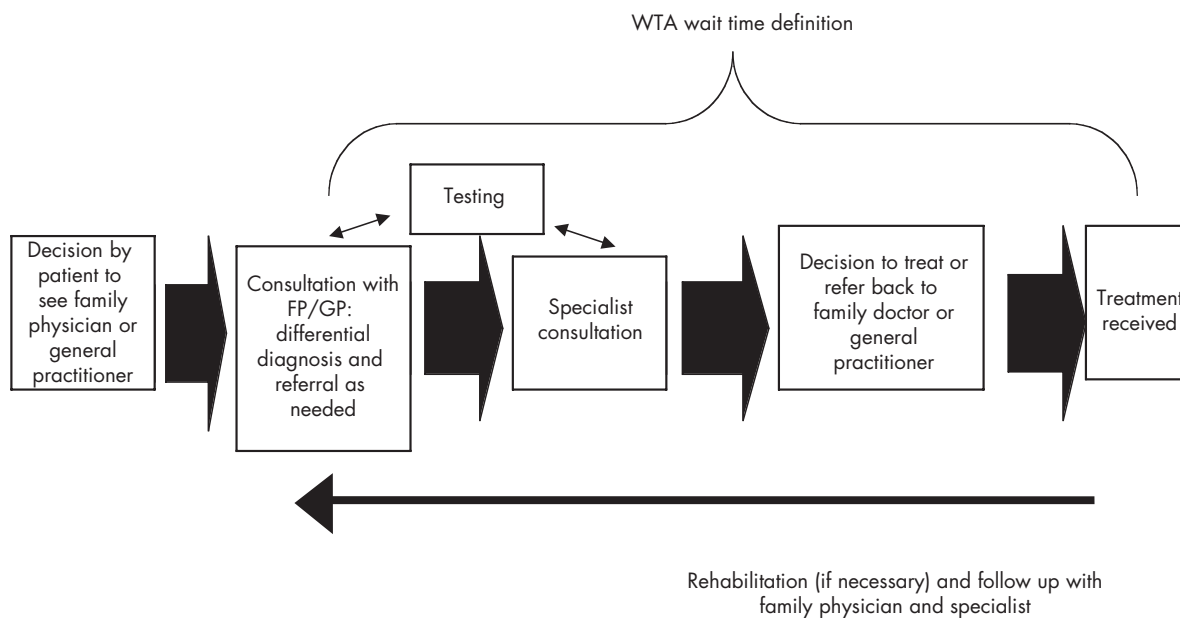 WTA wait time definition
Testing
Decision by
patient to
see family
physician or
general
practitioner
Consultation with
FP/GP:
differential
diagnosis and
referral as
needed
Specialist
consultation
Decision to treat or
refer back to
family doctor or
general
practitioner
Treatment
received
Rehabilitation (if necessary) and follow up with
family physician and specialist